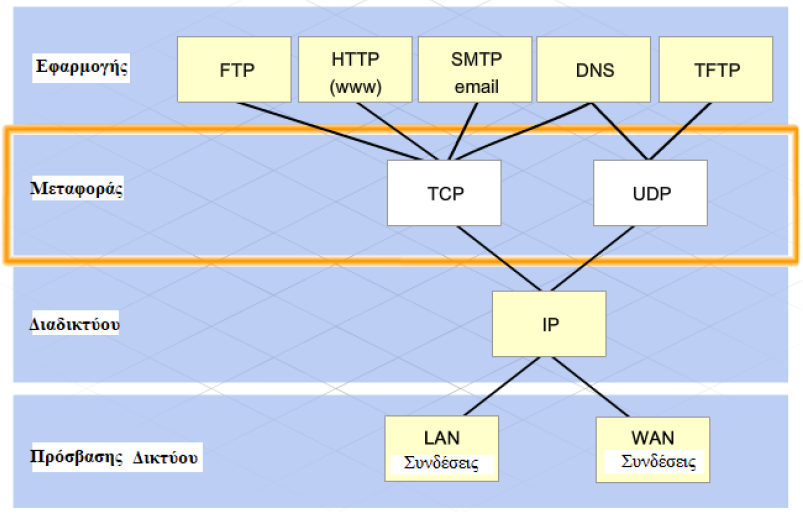 Εφαρμογής
FTP
HTTP
(www)
SMTP
email
DNS
TFTP
Μεταφοράς
TCP
UDP
Διαδικτύου
IP
Πρόσβασης Δικτύου
LAN
Συνδέσεις
WAN
Συνδέσεις